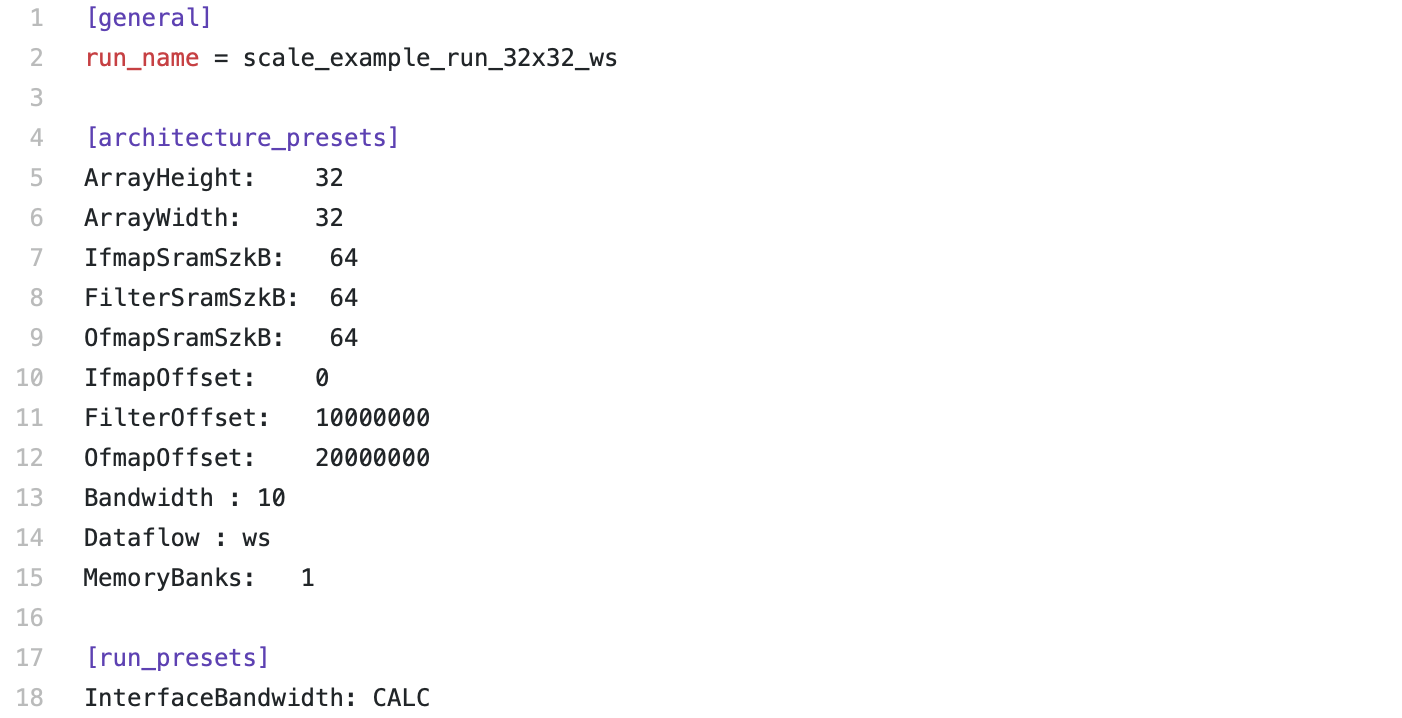 1 [general]
2 run_name = scale_example_run_32x32_ws
3
4 [architecture_presets]
5 ArrayHeight:    32
6 ArrayWidth:     32
7 IfmapSramSzkB:   64
8 FilterSramSzkB:  64
9 OfmapSramSzkB:   64
10 IfmapOffset:    0
11 FilterOffset:   10000000
12 OfmapOffset:    20000000
13 Bandwidth : 10
14 Dataflow : ws
15 MemoryBanks:   1
16
17 [run_presets]
18 InterfaceBandwidth: CALC